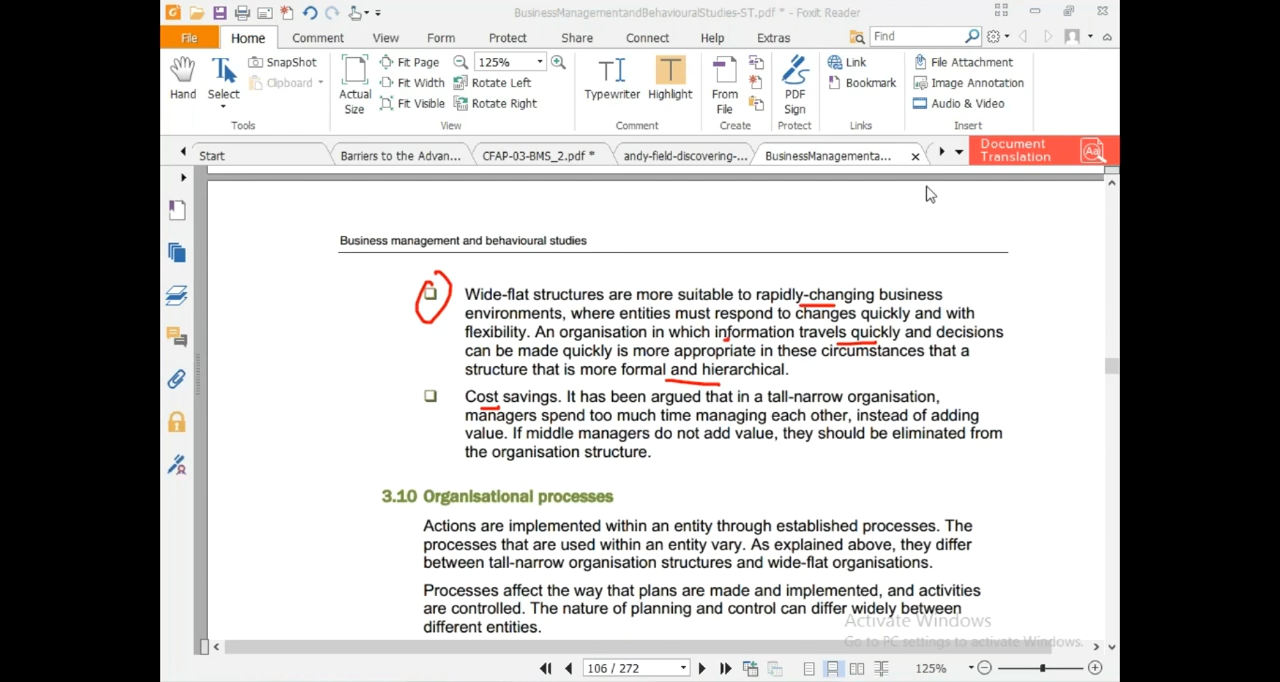 BusinessManagementandBehaviouralStudies-ST.pdf * - Foxit Reader
File Home Comment View Form Protect Share Connect Help Extras Find
Hand Select SnapShot Clipboard Actual Size Fit Page Fit Width Fit Visible 125% Rotate Left Rotate Right Typewriter Highlight From File PDF Sign Link Bookmark File Attachment Image Annotation Audio & Video
Tools View Comment Create Protect Links Insert
Start Barriers to the Advan... CFAP-03-BMS_2.pdf * andy-field-discovering-... BusinessManagementa... Document Translation
Business management and behavioural studies
Wide-flat structures are more suitable to rapidly-changing business
environments, where entities must respond to changes quickly and with
flexibility. An organisation in which information travels quickly and decisions
can be made quickly is more appropriate in these circumstances that a
structure that is more formal and hierarchical.
Cost savings. It has been argued that in a tall-narrow organisation,
managers spend too much time managing each other, instead of adding
value. If middle managers do not add value, they should be eliminated from
the organisation structure.
3.10 Organisational processes
Actions are implemented within an entity through established processes. The
processes that are used within an entity vary. As explained above, they differ
between tall-narrow organisation structures and wide-flat organisations.
Processes affect the way that plans are made and implemented, and activities
are controlled. The nature of planning and control can differ widely between
different entities.
Activate Windows
Go to PC settings to activate Windows.
106 / 272 125%